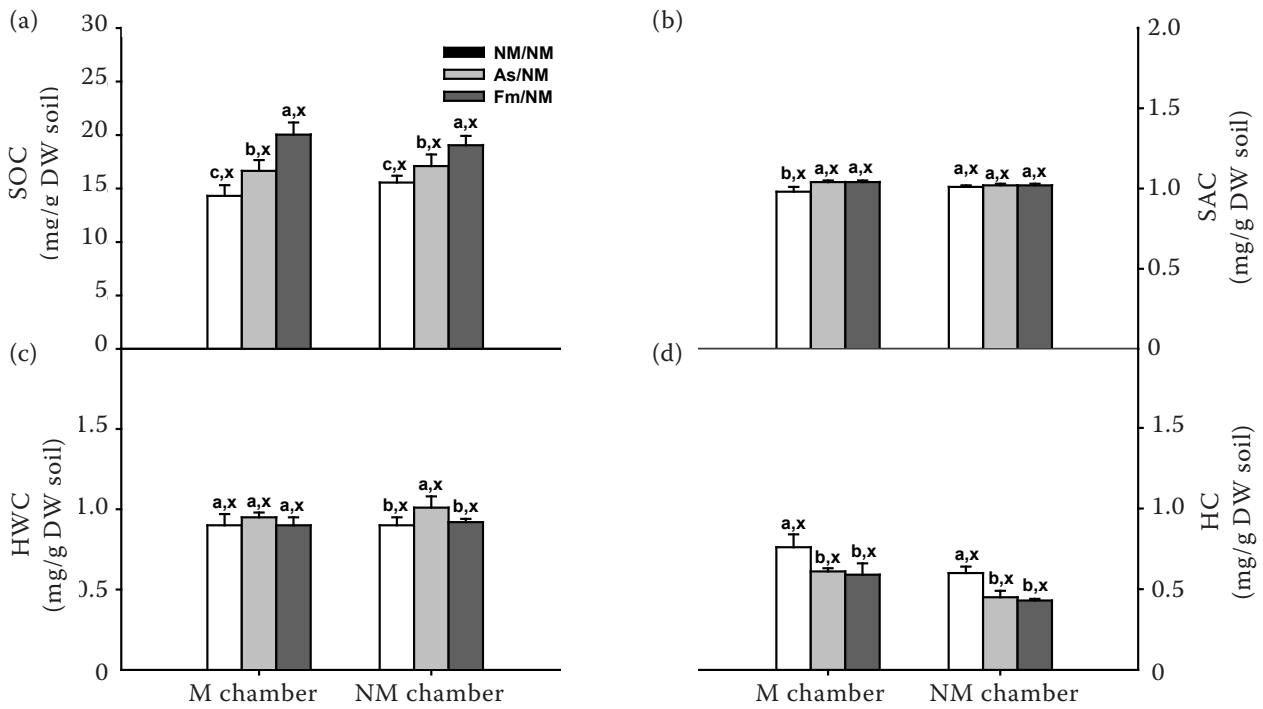 (a)
30
25
20
15
10
5
0
SOC
(mg/g DW soil)
NM/NM
As/NM
Fm/NM
c,x
b,x
a,x
c,x
b,x
a,x
(b)
2.0
1.5
1.0
0.5
0
SAC
(mg/g DW soil)
b,x
a,x
a,x
a,x
a,x
a,x
(c)
1.5
1.0
0.5
0
HWC
(mg/g DW soil)
a,x
a,x
a,x
b,x
a,x
b,x
M chamber
NM chamber
(d)
1.5
1.0
0.5
0
HC
(mg/g DW soil)
a,x
b,x
b,x
a,x
b,x
b,x
M chamber
NM chamber